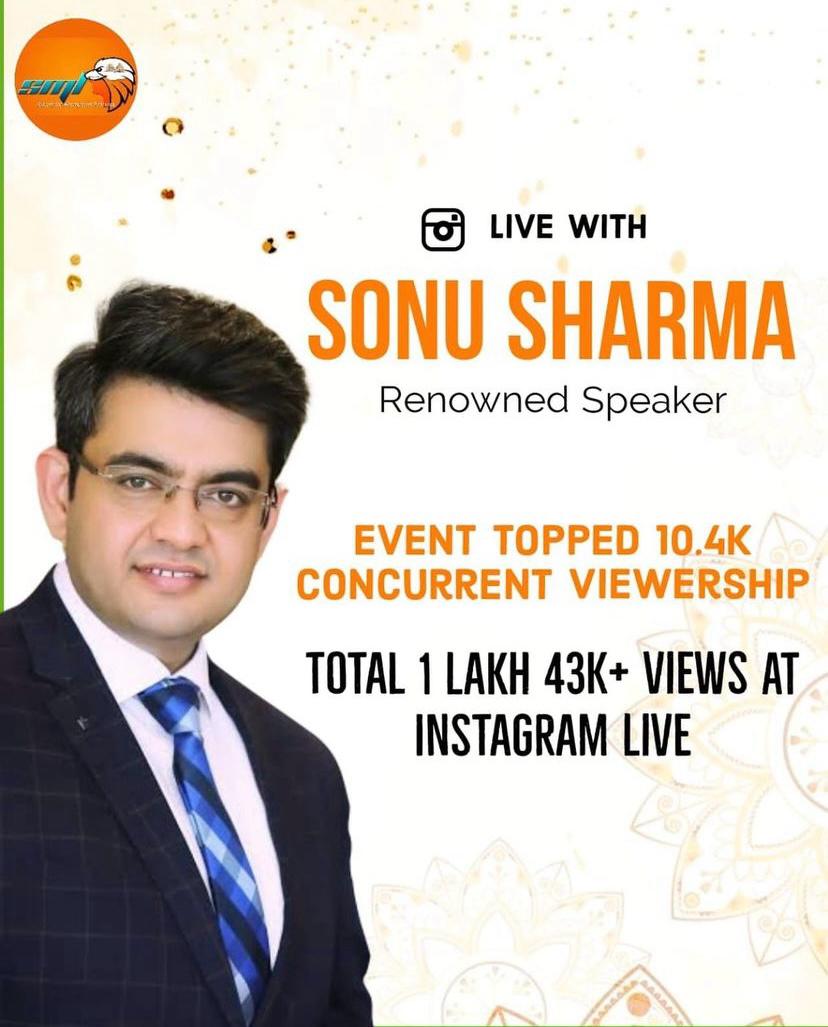 sml
LIVE WITH
SONU SHARMA
Renowned Speaker
EVENT TOPPED 10.4K
CONCURRENT VIEWERSHIP
TOTAL 1 LAKH 43K+ VIEWS AT
INSTAGRAM LIVE